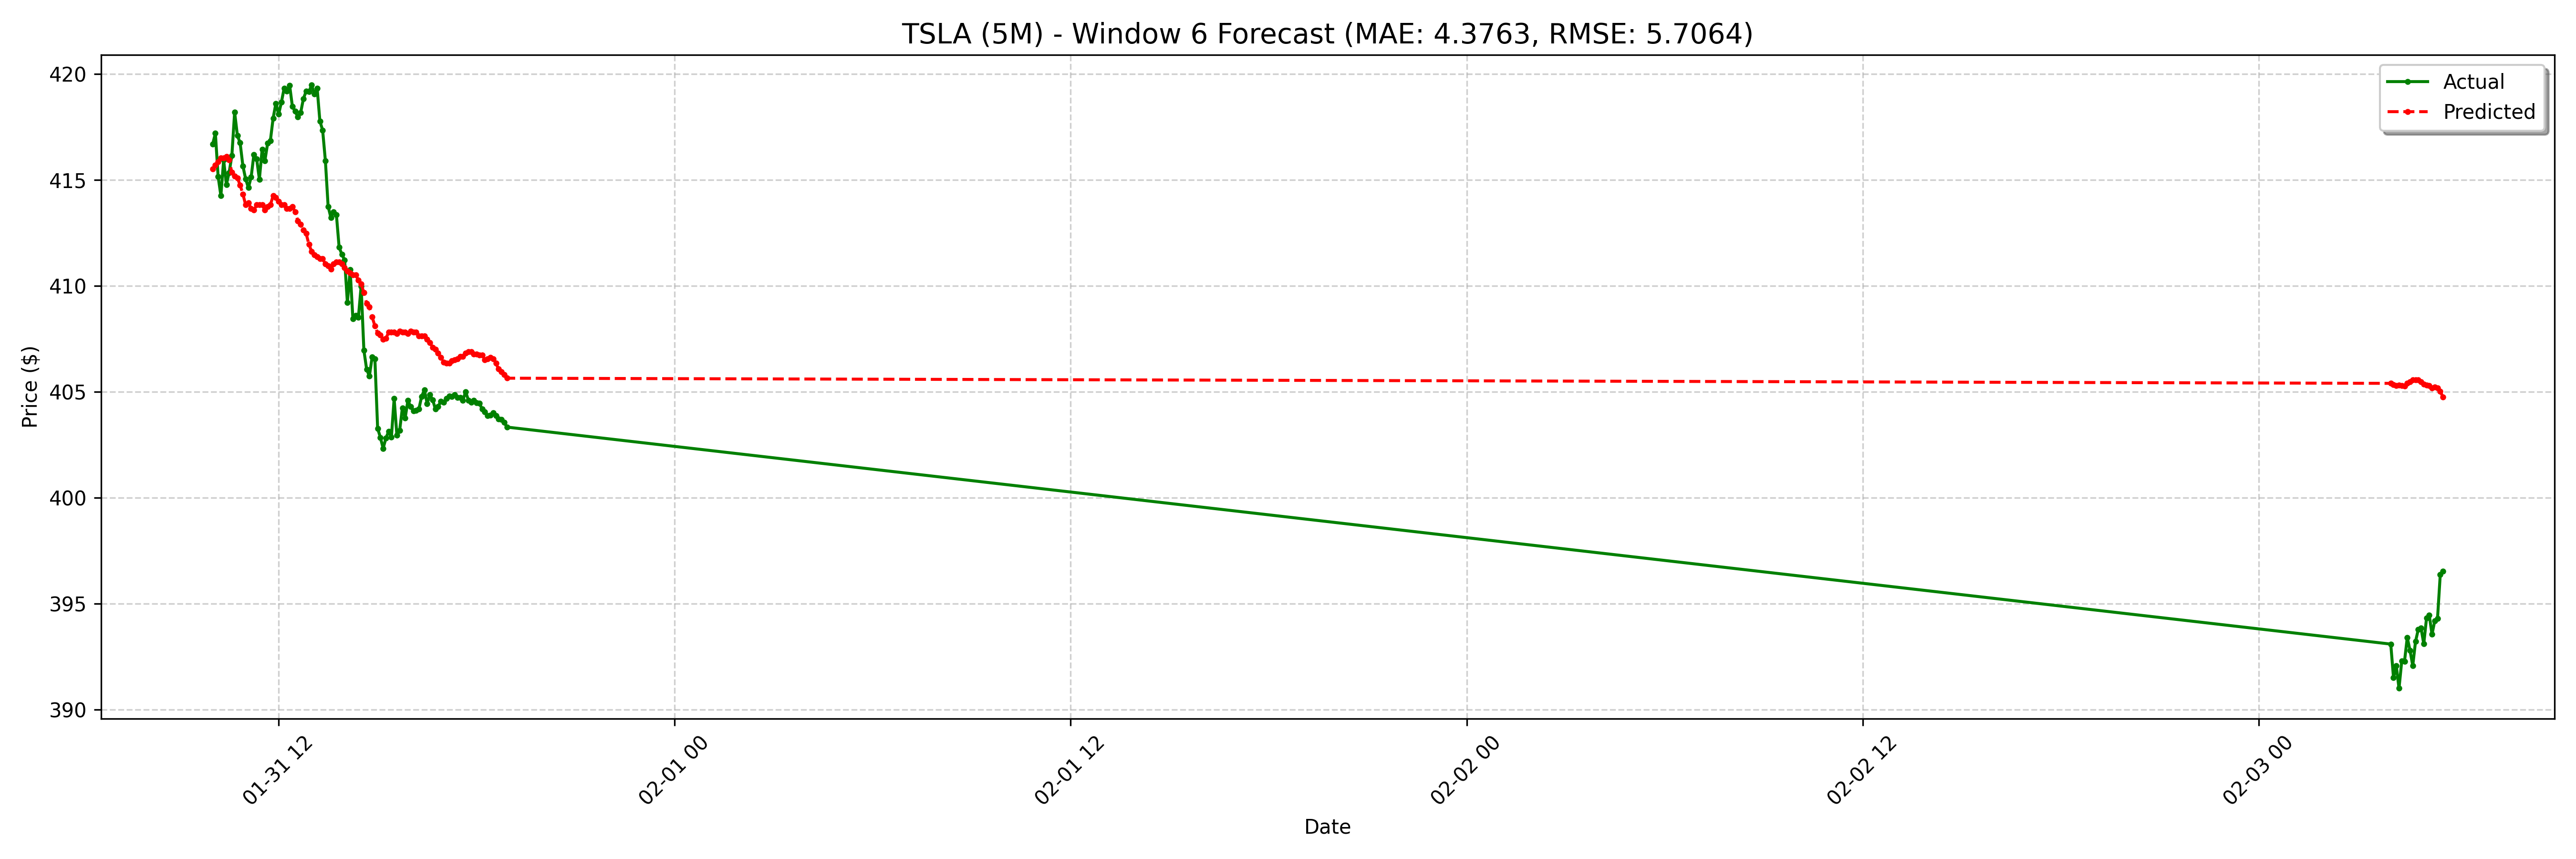 TSLA (5M) - Window 6 Forecast (MAE: 4.3763, RMSE: 5.7064)
Actual
Predicted
Price ($)
420
415
410
405
400
395
390
01-31 12
02-01 00
02-01 12
02-02 00
02-02 12
02-03 00
Date